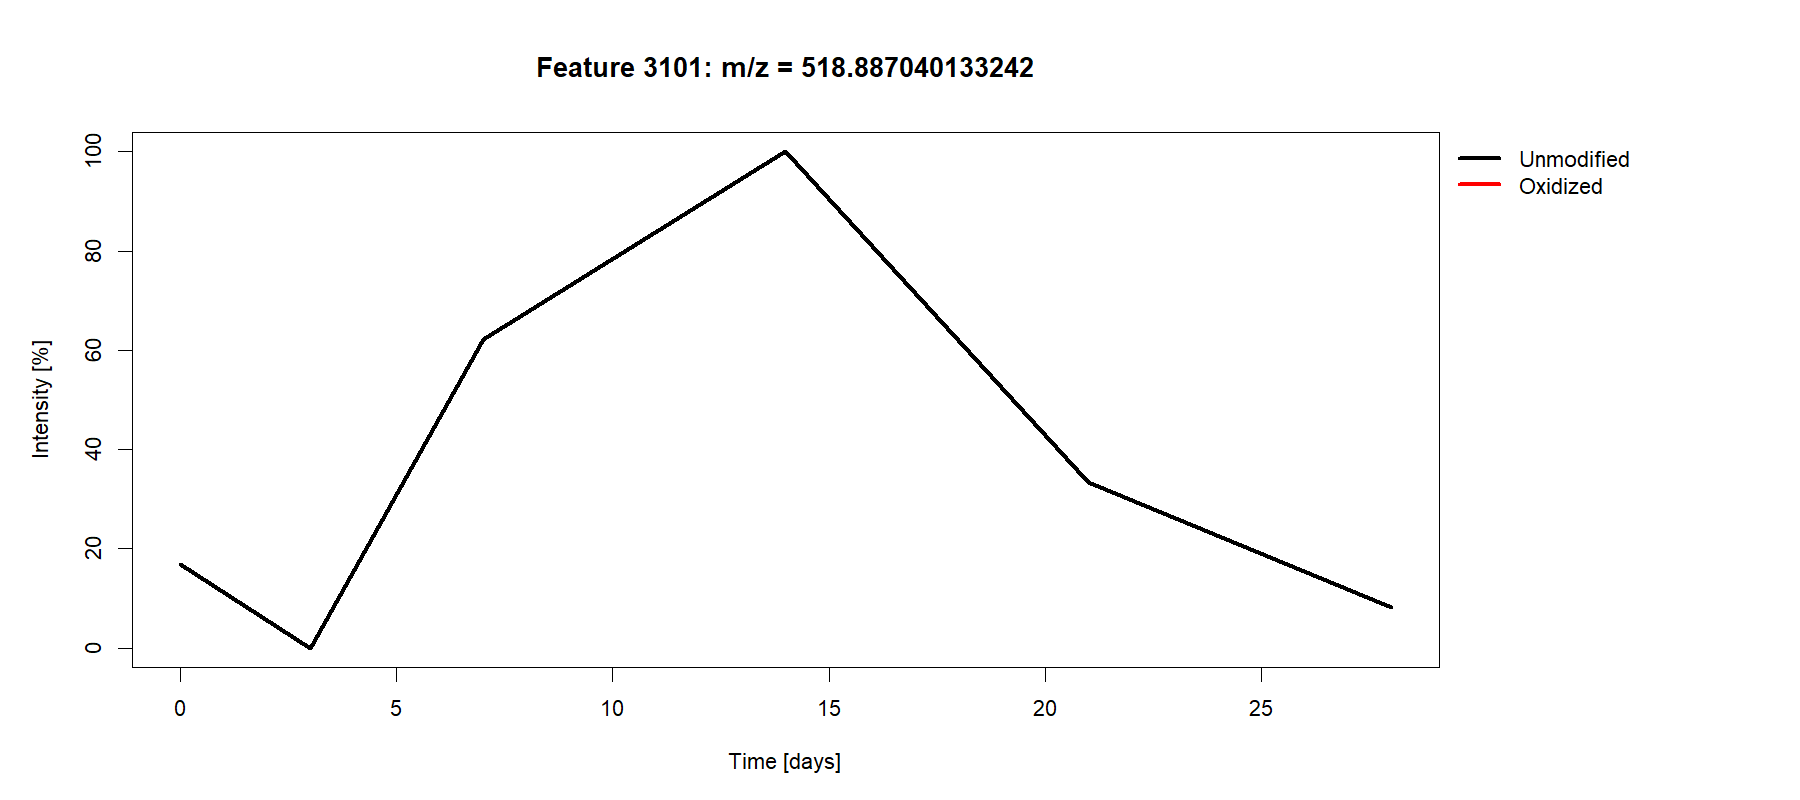 Feature 3101: m/z = 518.887040133242
Unmodified
Oxidized
Intensity [%]
100
80
60
40
20
0
0 5 10 15 20 25
Time [days]